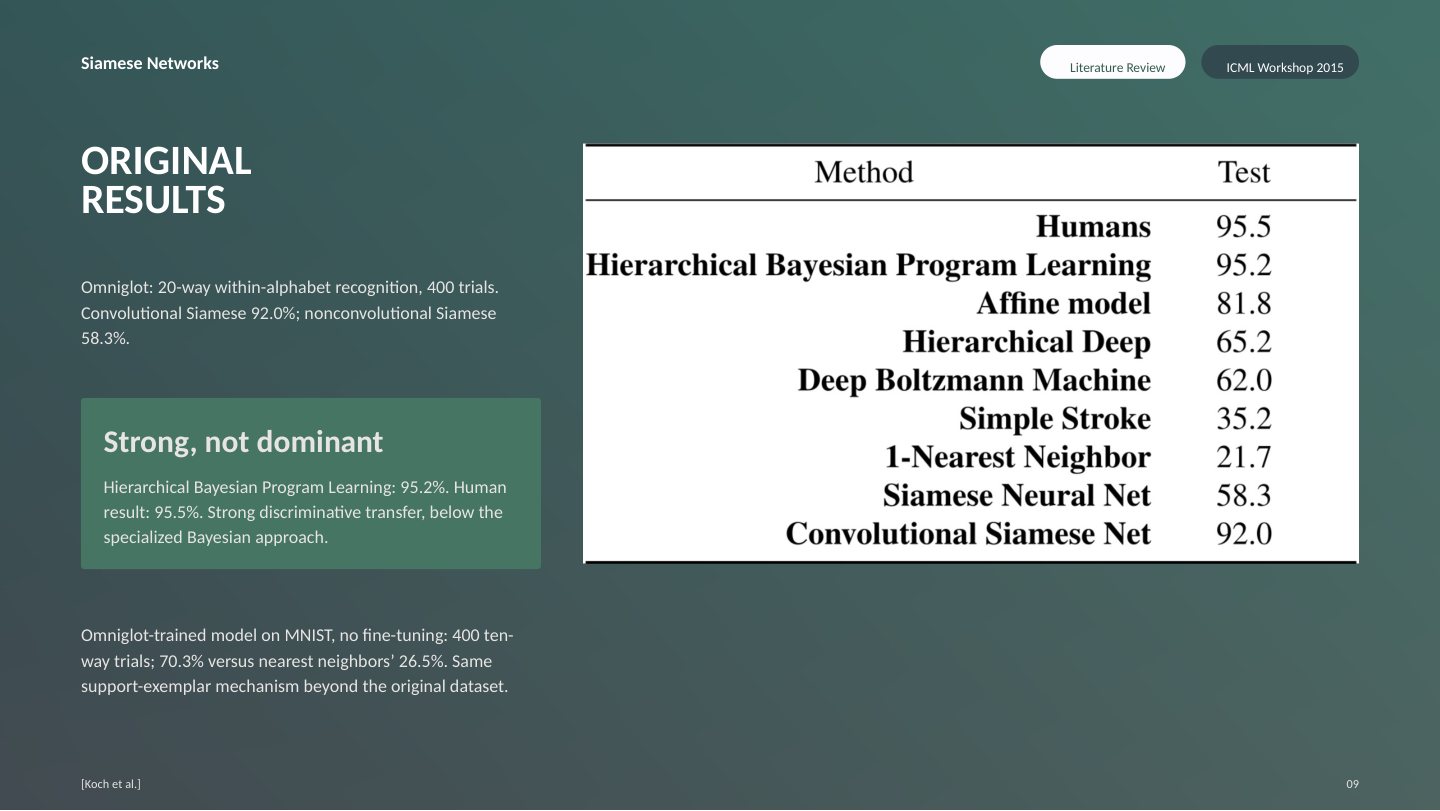 Siamese Networks
Literature Review
ICML Workshop 2015
ORIGINAL
RESULTS
Omniglot: 20-way within-alphabet recognition, 400 trials.
Convolutional Siamese 92.0%; nonconvolutional Siamese
58.3%.
Strong, not dominant
Hierarchical Bayesian Program Learning: 95.2%. Human
result: 95.5%. Strong discriminative transfer, below the
specialized Bayesian approach.
Omniglot-trained model on MNIST, no fine-tuning: 400 ten-
way trials; 70.3% versus nearest neighbors’ 26.5%. Same
support-exemplar mechanism beyond the original dataset.
Method Test
Humans 95.5
Hierarchical Bayesian Program Learning 95.2
Affine model 81.8
Hierarchical Deep 65.2
Deep Boltzmann Machine 62.0
Simple Stroke 35.2
1-Nearest Neighbor 21.7
Siamese Neural Net 58.3
Convolutional Siamese Net 92.0
[Koch et al.]
09